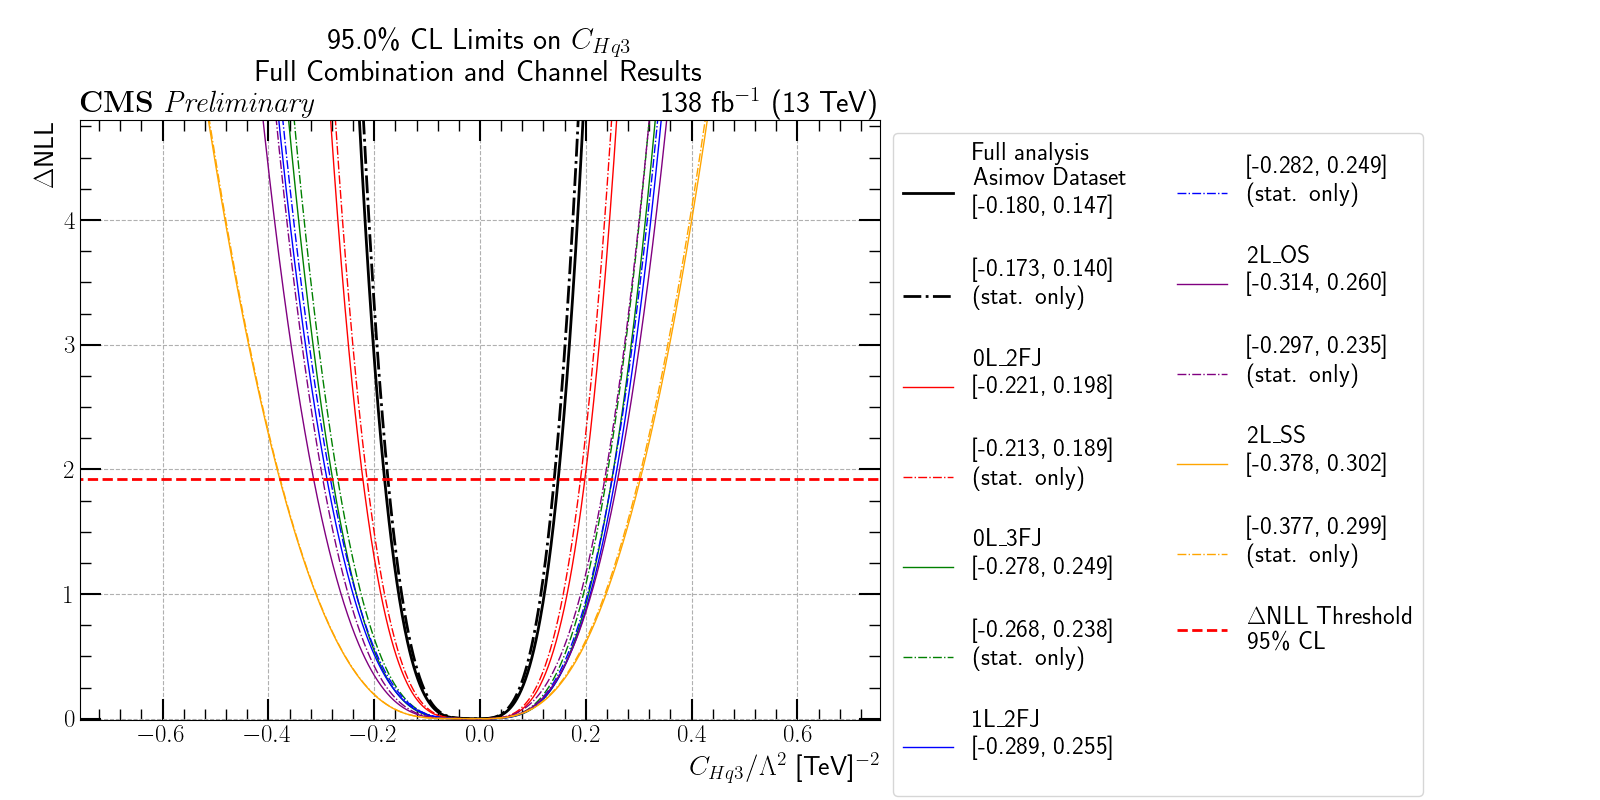 95.0% CL Limits on C_{Hq3}
Full Combination and Channel Results
CMS Preliminary
138 fb^{−1} (13 TeV)
ΔNLL
4
3
2
1
0
−0.6
−0.4
−0.2
0.0
0.2
0.4
0.6
C_{Hq3}/Λ^2 [TeV]^{−2}
Full analysis
Asimov Dataset
[-0.180, 0.147]
[-0.173, 0.140]
(stat. only)
0L_2FJ
[-0.221, 0.198]
[-0.213, 0.189]
(stat. only)
0L_3FJ
[-0.278, 0.249]
[-0.268, 0.238]
(stat. only)
1L_2FJ
[-0.289, 0.255]
[-0.282, 0.249]
(stat. only)
2L_OS
[-0.314, 0.260]
[-0.297, 0.235]
(stat. only)
2L_SS
[-0.378, 0.302]
[-0.377, 0.299]
(stat. only)
ΔNLL Threshold
95% CL